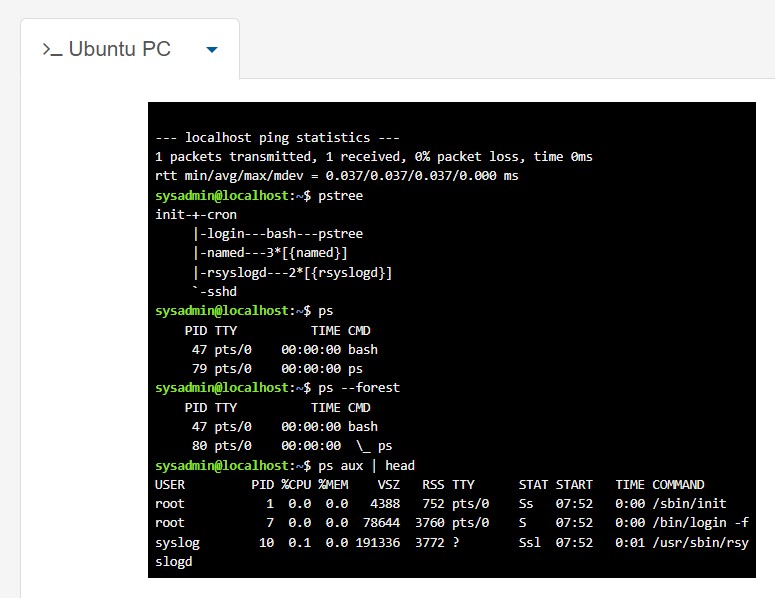 >_ Ubuntu PC
--- localhost ping statistics ---
1 packets transmitted, 1 received, 0% packet loss, time 0ms
rtt min/avg/max/mdev = 0.037/0.037/0.037/0.000 ms
sysadmin@localhost:~$ pstree
init-+-cron
     |-login---bash---pstree
     |-named---3*[{named}]
     |-rsyslogd---2*[{rsyslogd}]
     `-sshd
sysadmin@localhost:~$ ps
    PID TTY          TIME CMD
     47 pts/0    00:00:00 bash
     79 pts/0    00:00:00 ps
sysadmin@localhost:~$ ps --forest
    PID TTY          TIME CMD
     47 pts/0    00:00:00 bash
     80 pts/0    00:00:00  \_ ps
sysadmin@localhost:~$ ps aux | head
USER         PID %CPU %MEM    VSZ   RSS TTY      STAT START   TIME COMMAND
root           1  0.0  0.0   4388   752 pts/0    Ss   07:52   0:00 /sbin/init
root           7  0.0  0.0  78644  3760 pts/0    S    07:52   0:00 /bin/login -f
syslog        10  0.1  0.0 191336  3772 ?        Ssl  07:52   0:01 /usr/sbin/rsy
slogd